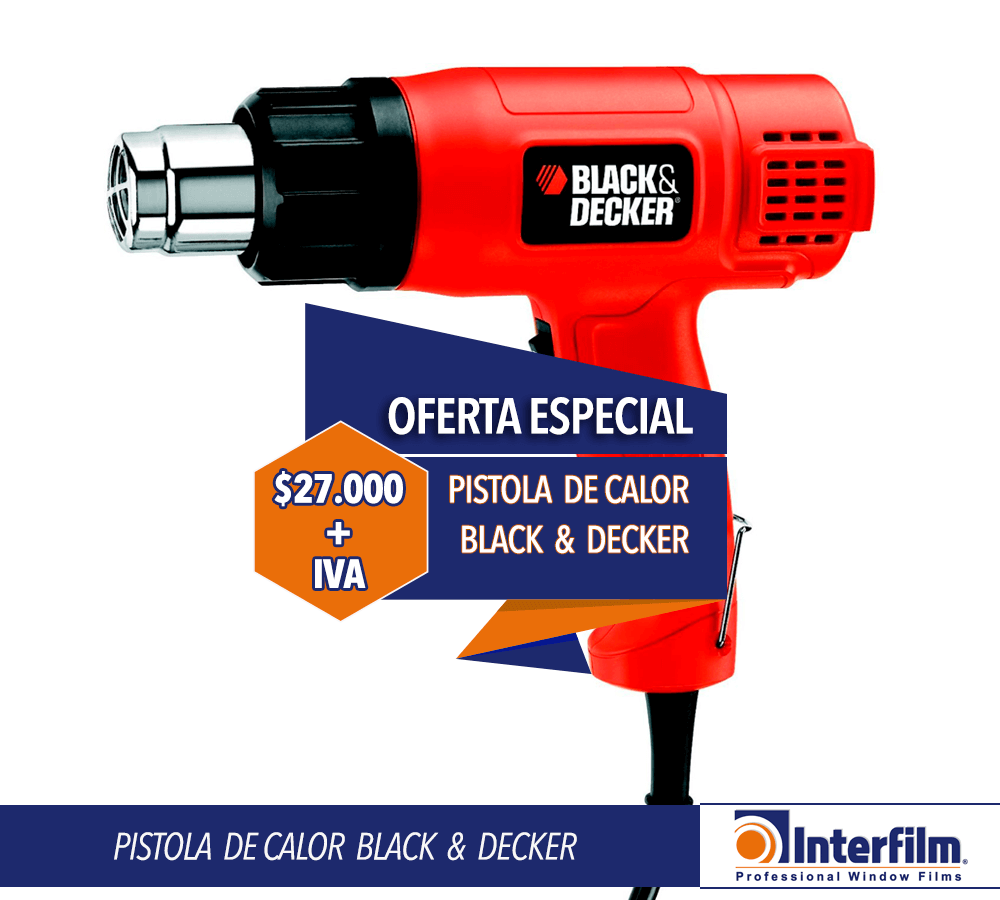 BLACK&
DECKER®
OFERTA ESPECIAL
$27.000
+
IVA
PISTOLA DE CALOR
BLACK & DECKER
PISTOLA DE CALOR BLACK & DECKER
Interfilm®
Professional Window Films